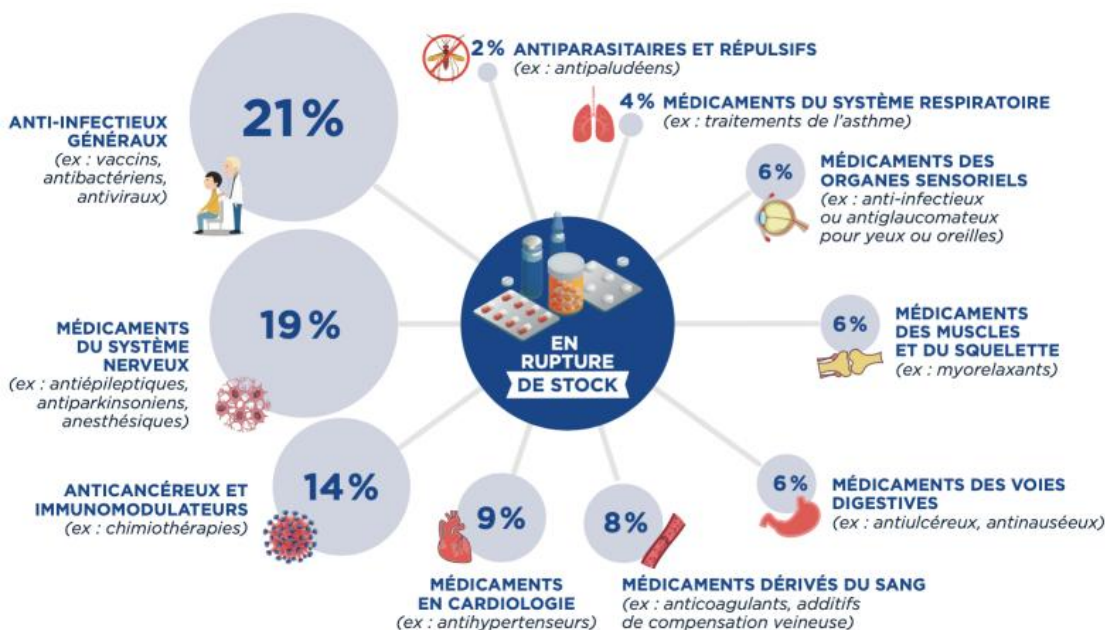 21%
ANTI-INFECTIEUX
GÉNÉRAUX
(ex : vaccins,
antibactériens,
antiviraux)
2% ANTIPARASITAIRES ET RÉPULSIFS
(ex : antipaludéens)
4% MÉDICAMENTS DU SYSTÈME RESPIRATOIRE
(ex : traitements de l'asthme)
6%
MÉDICAMENTS DES
ORGANES SENSORIELS
(ex : anti-infectieux
ou antiglaucomateux
pour yeux ou oreilles)
EN
RUPTURE
DE STOCK
19%
MÉDICAMENTS
DU SYSTÈME
NERVEUX
(ex : antiépileptiques,
antiparkinsoniens,
anesthésiques)
6%
MÉDICAMENTS
DES MUSCLES
ET DU SQUELETTE
(ex : myorelaxants)
14%
ANTICANCÉREUX ET
IMMUNOMODULATEURS
(ex : chimiothérapies)
9%
MÉDICAMENTS
EN CARDIOLOGIE
(ex : antihypertenseurs)
8%
MÉDICAMENTS DÉRIVÉS DU SANG
(ex : anticoagulants, additifs
de compensation veineuse)
6%
MÉDICAMENTS DES VOIES
DIGESTIVES
(ex : antiulcéreux, antinauséeux)